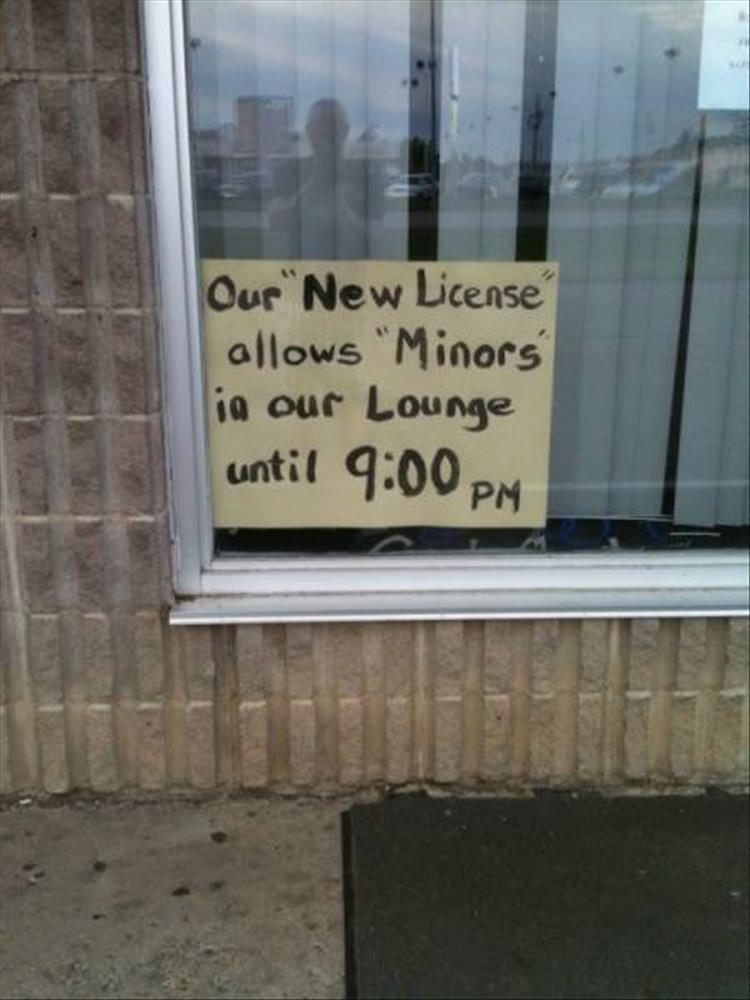 Our "New License"
allows "Minors"
in our Lounge
until 9:00 PM